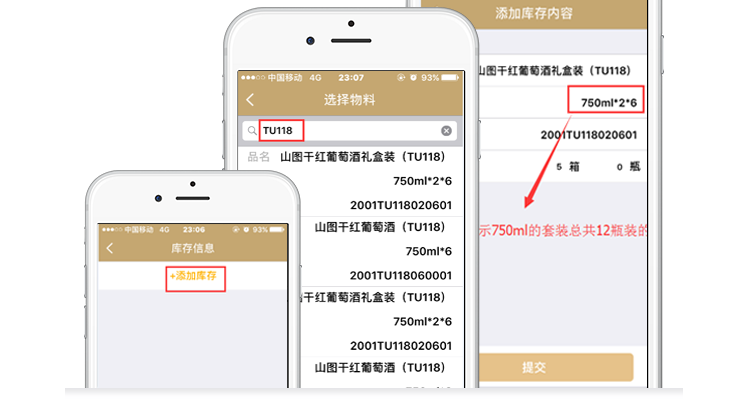 中国移动 4G 23:06 93%
库存信息
+添加库存
中国移动 4G 23:07 93%
选择物料
TU118
品名 山图干红葡萄酒礼盒装（TU118）
750ml*2*6
2001TU118020601
山图干红葡萄酒（TU118）
750ml*6
2001TU118060001
干红葡萄酒礼盒装（TU118）
750ml*2*6
2001TU118020601
山图干红葡萄酒（TU118）
添加库存内容
山图干红葡萄酒礼盒装（TU118）
750ml*2*6
2001TU118020601
5 箱 0 瓶
示750ml的套装总共12瓶装的
提交